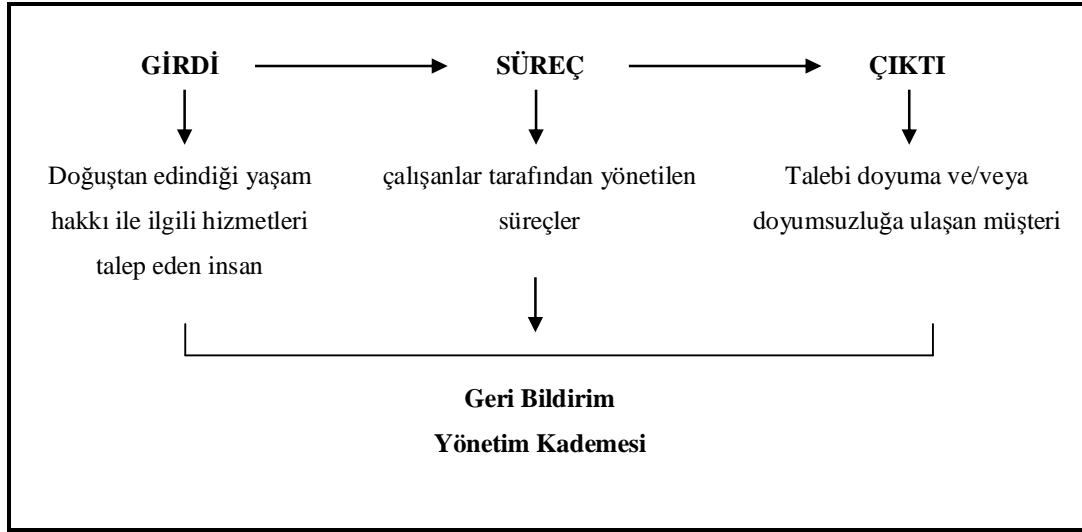 GİRDİ
SÜREÇ
ÇIKTI
Doğuştan edindiği yaşam
hakkı ile ilgili hizmetleri
talep eden insan
çalışanlar tarafından yönetilen
süreçler
Talebi doyuma ve/veya
doyumsuzluğa ulaşan müşteri
Geri Bildirim
Yönetim Kademesi